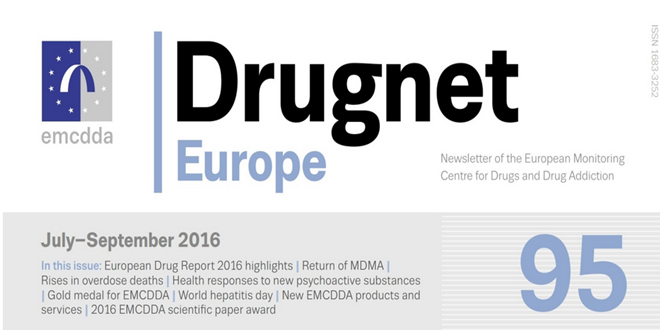 ISSN 1683-3252
Drugnet
emcdda
Europe
Newsletter of the European Monitoring
Centre for Drugs and Drug Addiction
July–September 2016
In this issue: European Drug Report 2016 highlights | Return of MDMA |
Rises in overdose deaths | Health responses to new psychoactive substances
| Gold medal for EMCDDA | World hepatitis day | New EMCDDA products and
services | 2016 EMCDDA scientific paper award
95